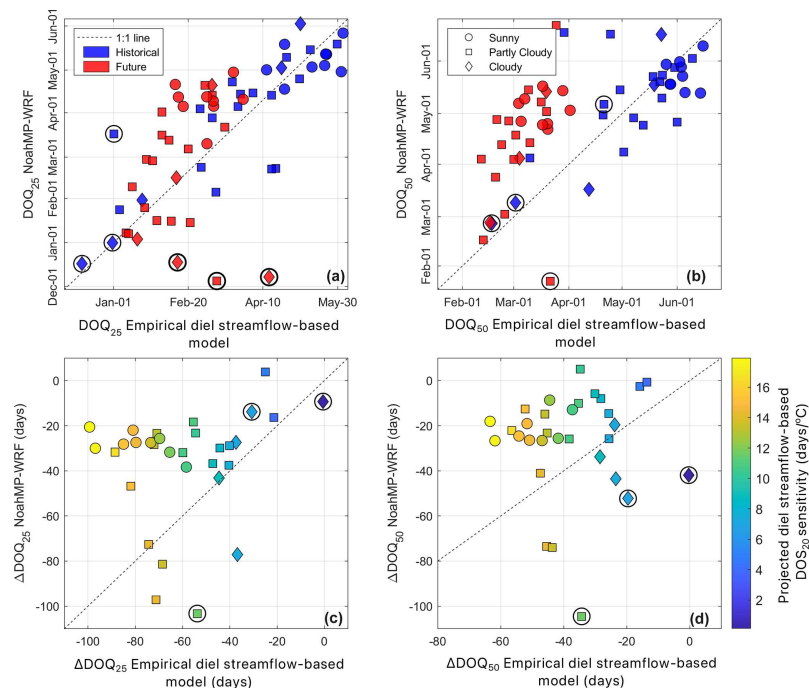 Jun-01
May-01
Apr-01
Mar-01
Feb-01
Jan-01
Dec-01
DOQ25 NoahMP-WRF
1:1 line
Historical
Future
(a)
Jan-01 Feb-20 Apr-10 May-30
DOQ25 Empirical diel streamflow-based
model
Jun-01
May-01
Apr-01
Mar-01
Feb-01
DOQ50 NoahMP-WRF
Sunny
Partly Cloudy
Cloudy
(b)
Feb-01 Mar-01 Apr-01 May-01 Jun-01
DOQ50 Empirical diel streamflow-based
model
0
-20
-40
-60
-80
-100
ΔDOQ25 NoahMP-WRF (days)
(c)
-100 -80 -60 -40 -20 0
ΔDOQ25 Empirical diel streamflow-based
model (days)
0
-20
-40
-60
-80
-100
ΔDOQ50 NoahMP-WRF (days)
(d)
-80 -60 -40 -20 0
ΔDOQ50 Empirical diel streamflow-based
model (days)
16
14
12
10
8
6
4
2
Projected diel streamflow-based
DOS20 sensitivity (days/°C)